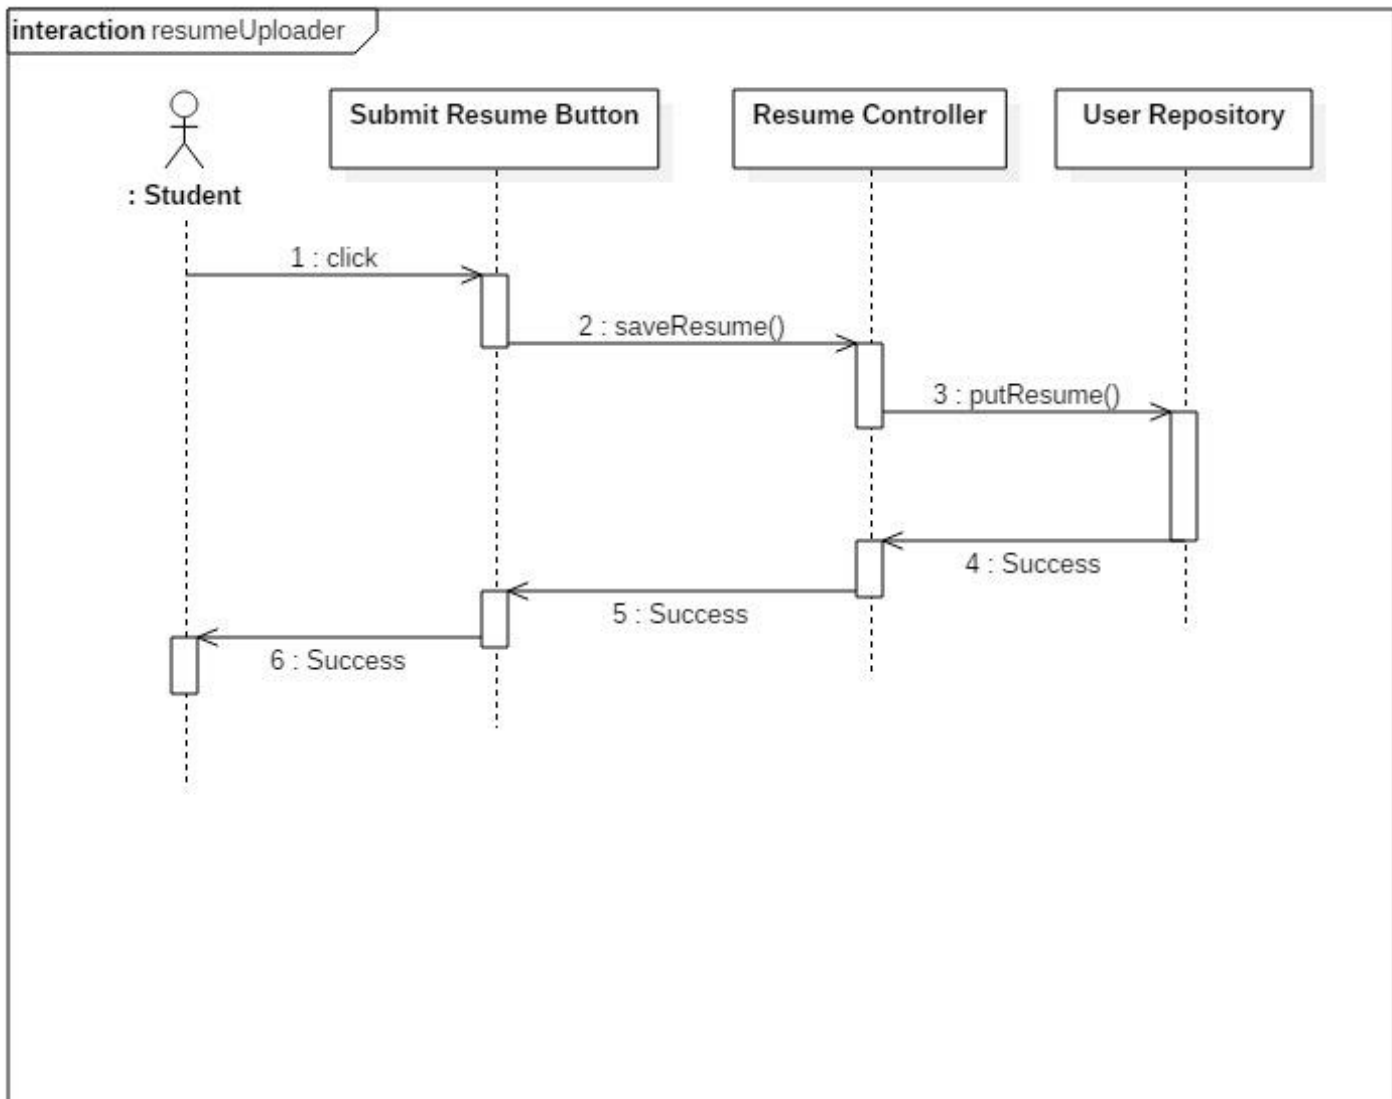 interaction resumeUploader
Submit Resume Button
Resume Controller
User Repository
: Student
1 : click
2 : saveResume()
3 : putResume()
4 : Success
5 : Success
6 : Success